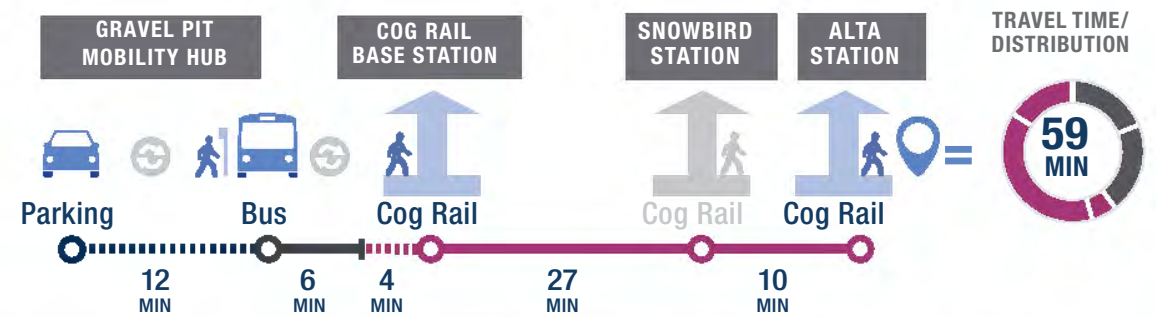 GRAVEL PIT
MOBILITY HUB
COG RAIL
BASE STATION
SNOWBIRD
STATION
ALTA
STATION
TRAVEL TIME/
DISTRIBUTION
=
59
MIN
Parking
Bus
Cog Rail
Cog Rail
Cog Rail
12
MIN
6
MIN
4
MIN
27
MIN
10
MIN